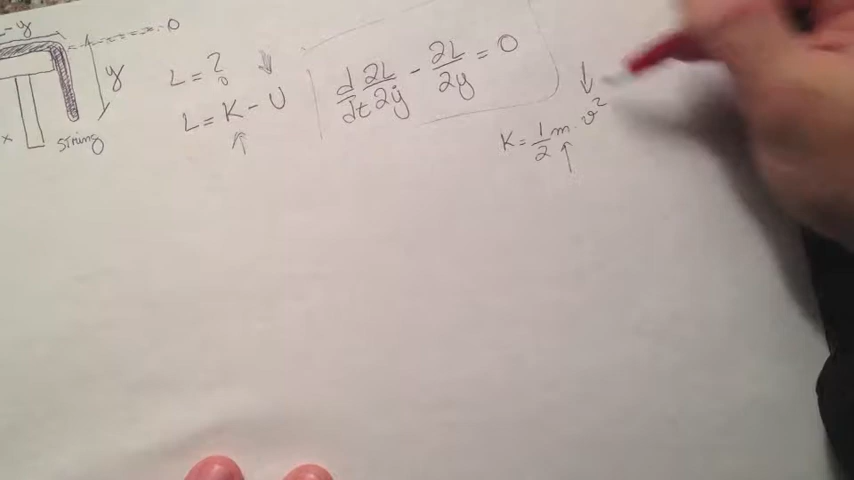 -y
0
y
x
string
L = ?
L = K - U
d/dt ∂L/∂ẏ - ∂L/∂y = 0
K = 1/2 m · v²